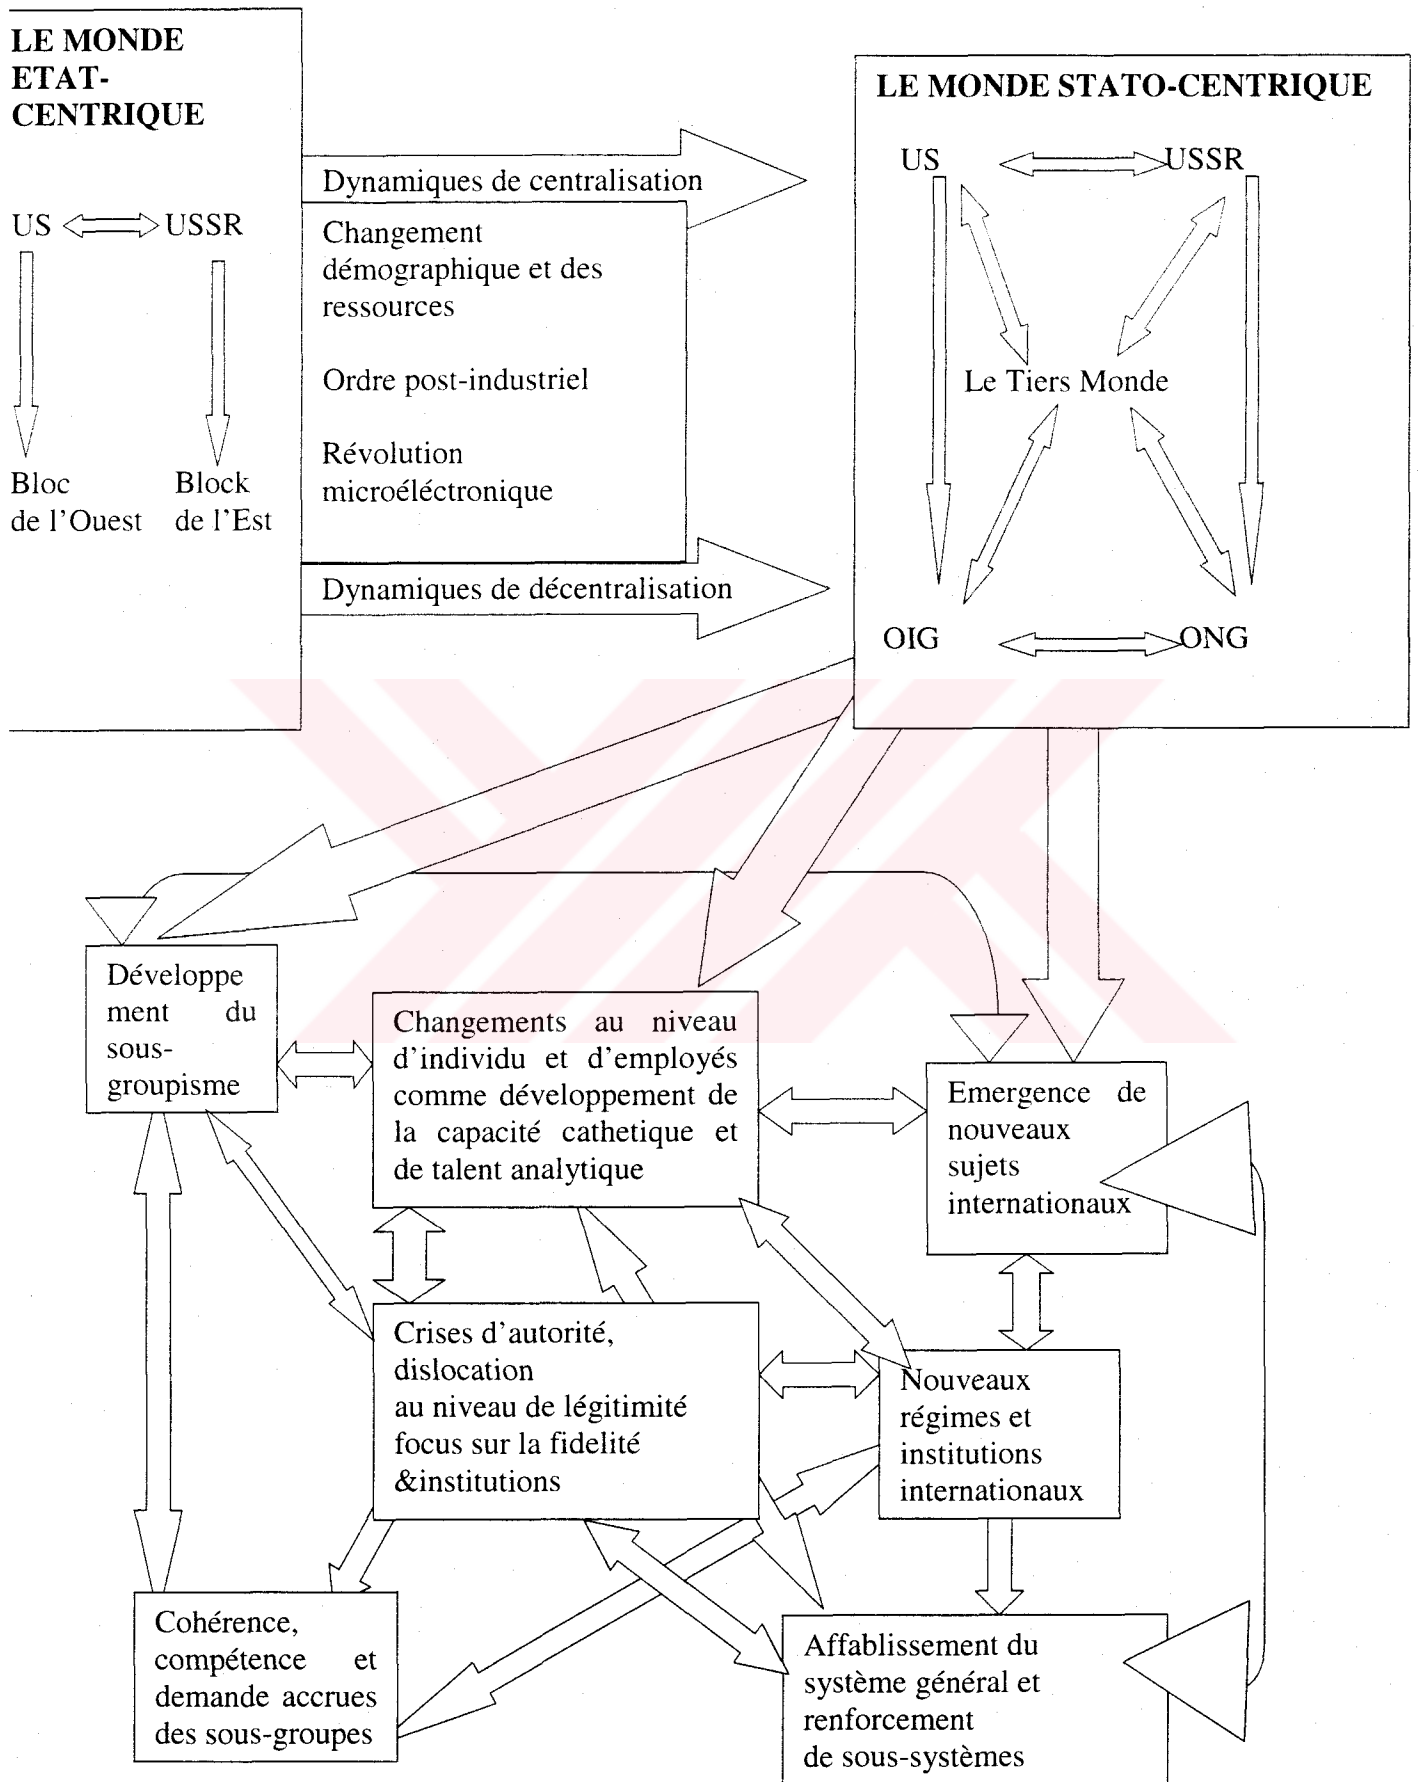 LE MONDE
ETAT-
CENTRIQUE
US
USSR
Bloc
de l'Ouest
Block
de l'Est
Dynamiques de centralisation
Changement
démographique et des
ressources
Ordre post-industriel
Révolution
microéléctronique
Dynamiques de décentralisation
LE MONDE STATO-CENTRIQUE
US
USSR
Le Tiers Monde
OIG
ONG
Développe
ment du
sous-
groupisme
Changements au niveau
d'individu et d'employés
comme développement de
la capacité cathetique et
de talent analytique
Emergence de
nouveaux
sujets
internationaux
Crises d'autorité,
dislocation
au niveau de légitimité
focus sur la fidelité
&institutions
Nouveaux
régimes et
institutions
internationaux
Cohérence,
compétence et
demande accrues
des sous-groupes
Affablissement du
système général et
renforcement
de sous-systèmes